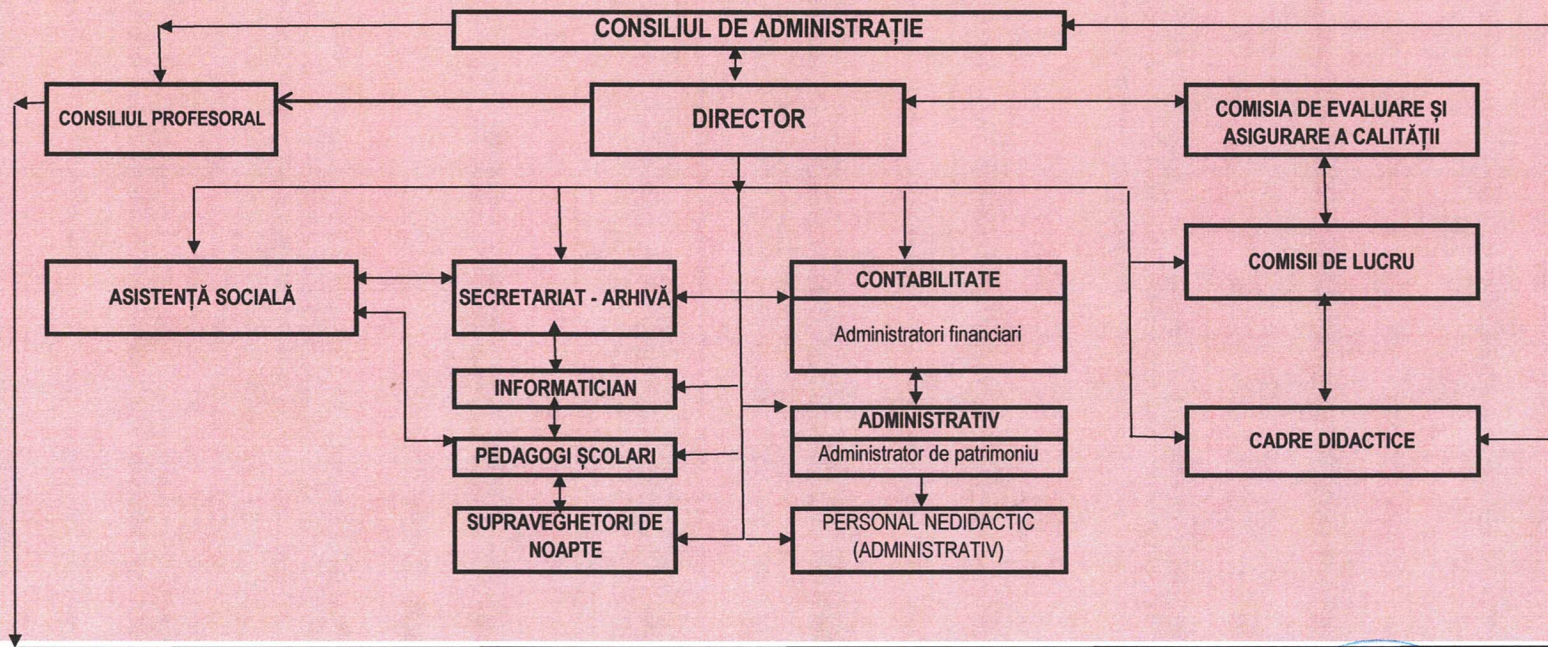 CONSILIUL DE ADMINISTRAȚIE
CONSILIUL PROFESORAL
DIRECTOR
COMISIA DE EVALUARE ȘI
ASIGURARE A CALITĂȚII
ASISTENȚĂ SOCIALĂ
SECRETARIAT - ARHIVĂ
CONTABILITATE
Administratori financiari
COMISII DE LUCRU
INFORMATICIAN
PEDAGOGI ȘCOLARI
SUPRAVEGHETORI DE
NOAPTE
ADMINISTRATIV
Administrator de patrimoniu
PERSONAL NEDIDACTIC
(ADMINISTRATIV)
CADRE DIDACTICE